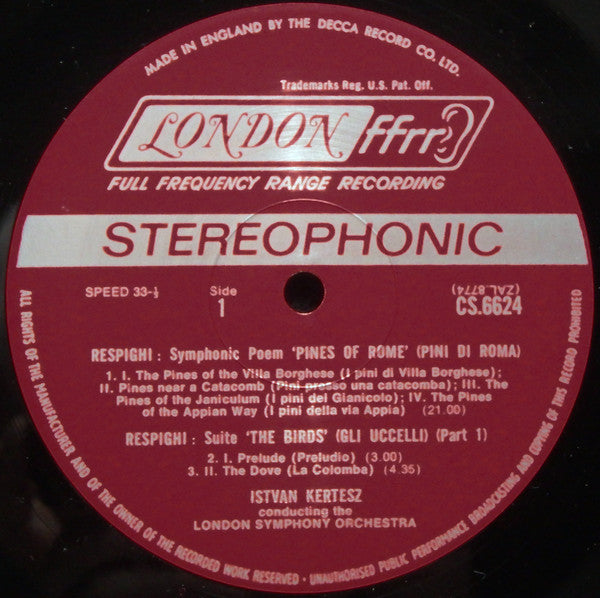 MADE IN ENGLAND BY THE DECCA RECORD CO. LTD.
Trademarks Reg. U.S. Pat. Off.
LONDON ffrr
FULL FREQUENCY RANGE RECORDING
STEREOPHONIC
SPEED 33-⅓
Side
1
(ZAL.8774)
CS.6624
RESPIGHI: Symphonic Poem 'PINES OF ROME' (PINI DI ROMA)
1. I. The Pines of the Villa Borghese (I pini di Villa Borghese);
II. Pines near a Catacomb (Pini presso una catacomba); III. The
Pines of the Janiculum (I pini del Gianicolo); IV. The Pines
of the Appian Way (I pini della via Appia) (21.00)
RESPIGHI: Suite 'THE BIRDS' (GLI UCCELLI) (Part 1)
2. I. Prelude (Preludio) (3.00)
3. II. The Dove (La Colomba) (4.35)
ISTVAN KERTESZ
conducting the
LONDON SYMPHONY ORCHESTRA
ALL RIGHTS OF THE MANUFACTURER AND OF THE OWNER OF THE RECORDED WORK RESERVED · UNAUTHORISED PUBLIC PERFORMANCE, BROADCASTING AND COPYING OF THIS RECORD PROHIBITED